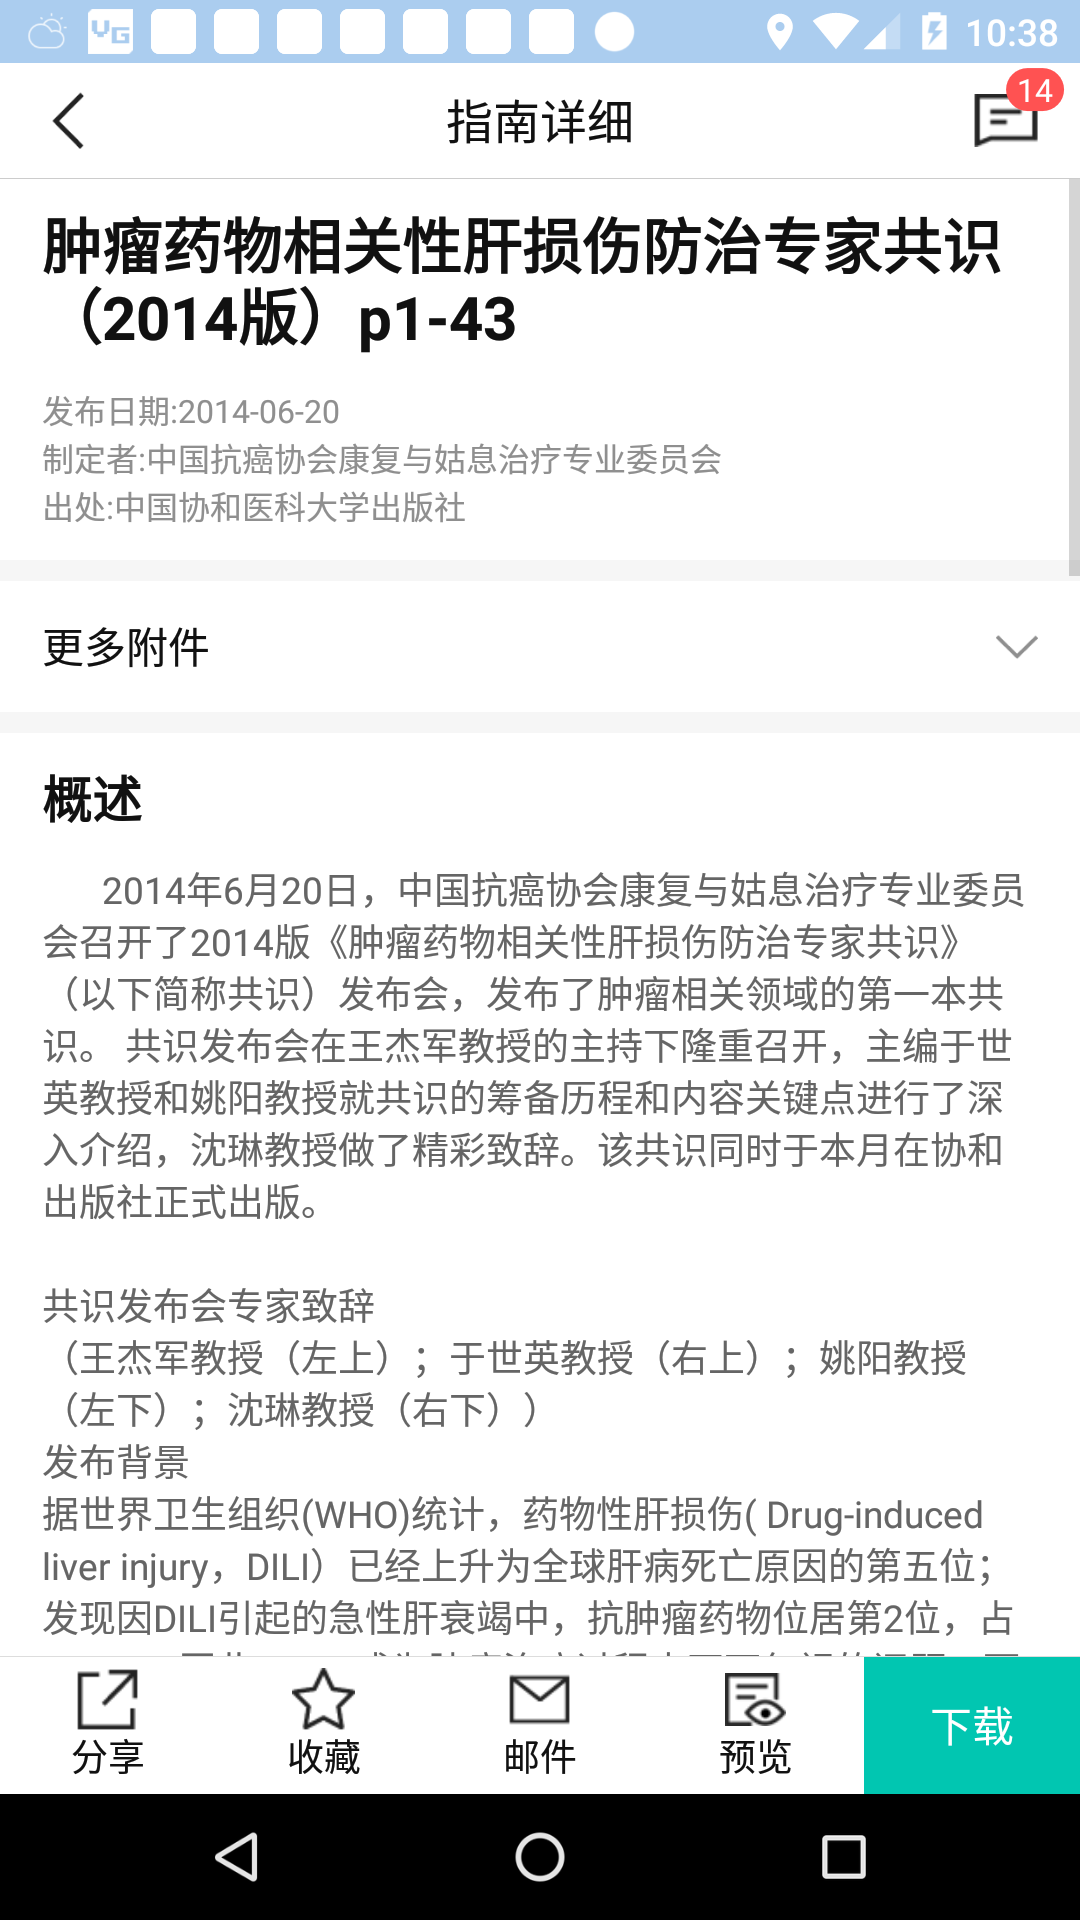 VG
10:38
指南详细
14
肿瘤药物相关性肝损伤防治专家共识
（2014版）p1-43
发布日期:2014-06-20
制定者:中国抗癌协会康复与姑息治疗专业委员会
出处:中国协和医科大学出版社
更多附件
概述
2014年6月20日，中国抗癌协会康复与姑息治疗专业委员
会召开了2014版《肿瘤药物相关性肝损伤防治专家共识》
（以下简称共识）发布会，发布了肿瘤相关领域的第一本共
识。 共识发布会在王杰军教授的主持下隆重召开，主编于世
英教授和姚阳教授就共识的筹备历程和内容关键点进行了深
入介绍，沈琳教授做了精彩致辞。该共识同时于本月在协和
出版社正式出版。
共识发布会专家致辞
（王杰军教授（左上）；于世英教授（右上）；姚阳教授
（左下）；沈琳教授（右下））
发布背景
据世界卫生组织(WHO)统计，药物性肝损伤( Drug-induced
liver injury，DILI）已经上升为全球肝病死亡原因的第五位；
发现因DILI引起的急性肝衰竭中，抗肿瘤药物位居第2位，占
分享
收藏
邮件
预览
下载